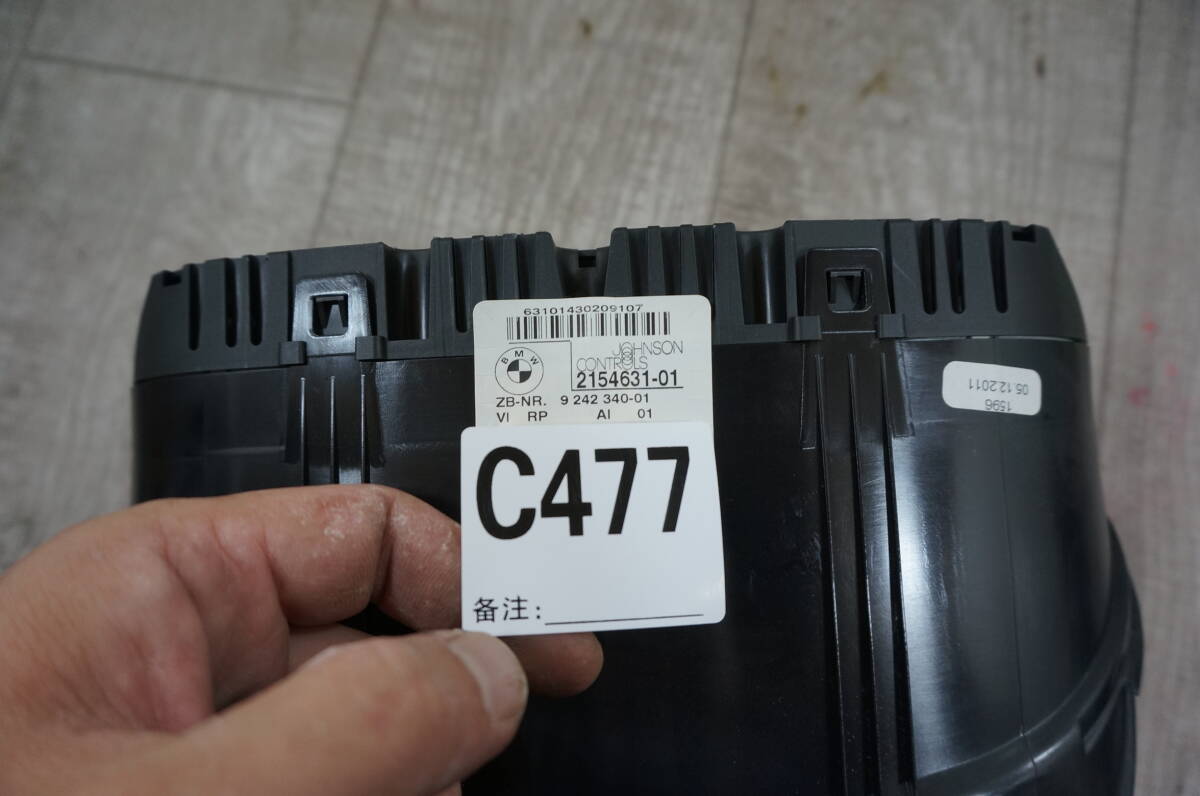 63101430209107
BMW
JOHNSON
CONTROLS
2154631-01
ZB-NR. 9 242 340-01
VI RP AI 01
C477
备注:
1596
05.12.2011